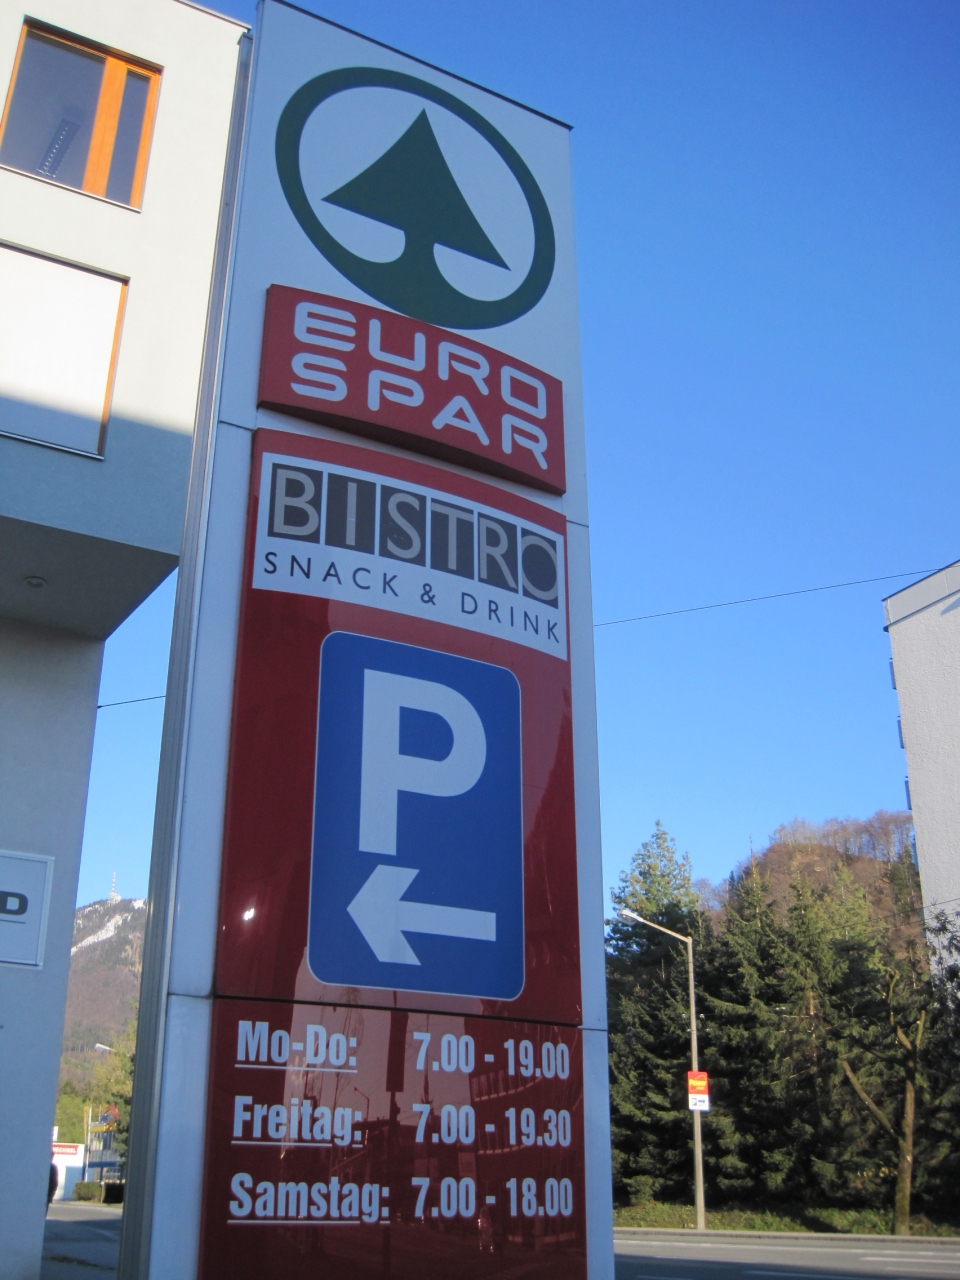 EURO
SPAR
BISTRO
SNACK & DRINK
P
Mo-Do: 7.00 - 19.00
Freitag: 7.00 - 19.30
Samstag: 7.00 - 18.00
D
P